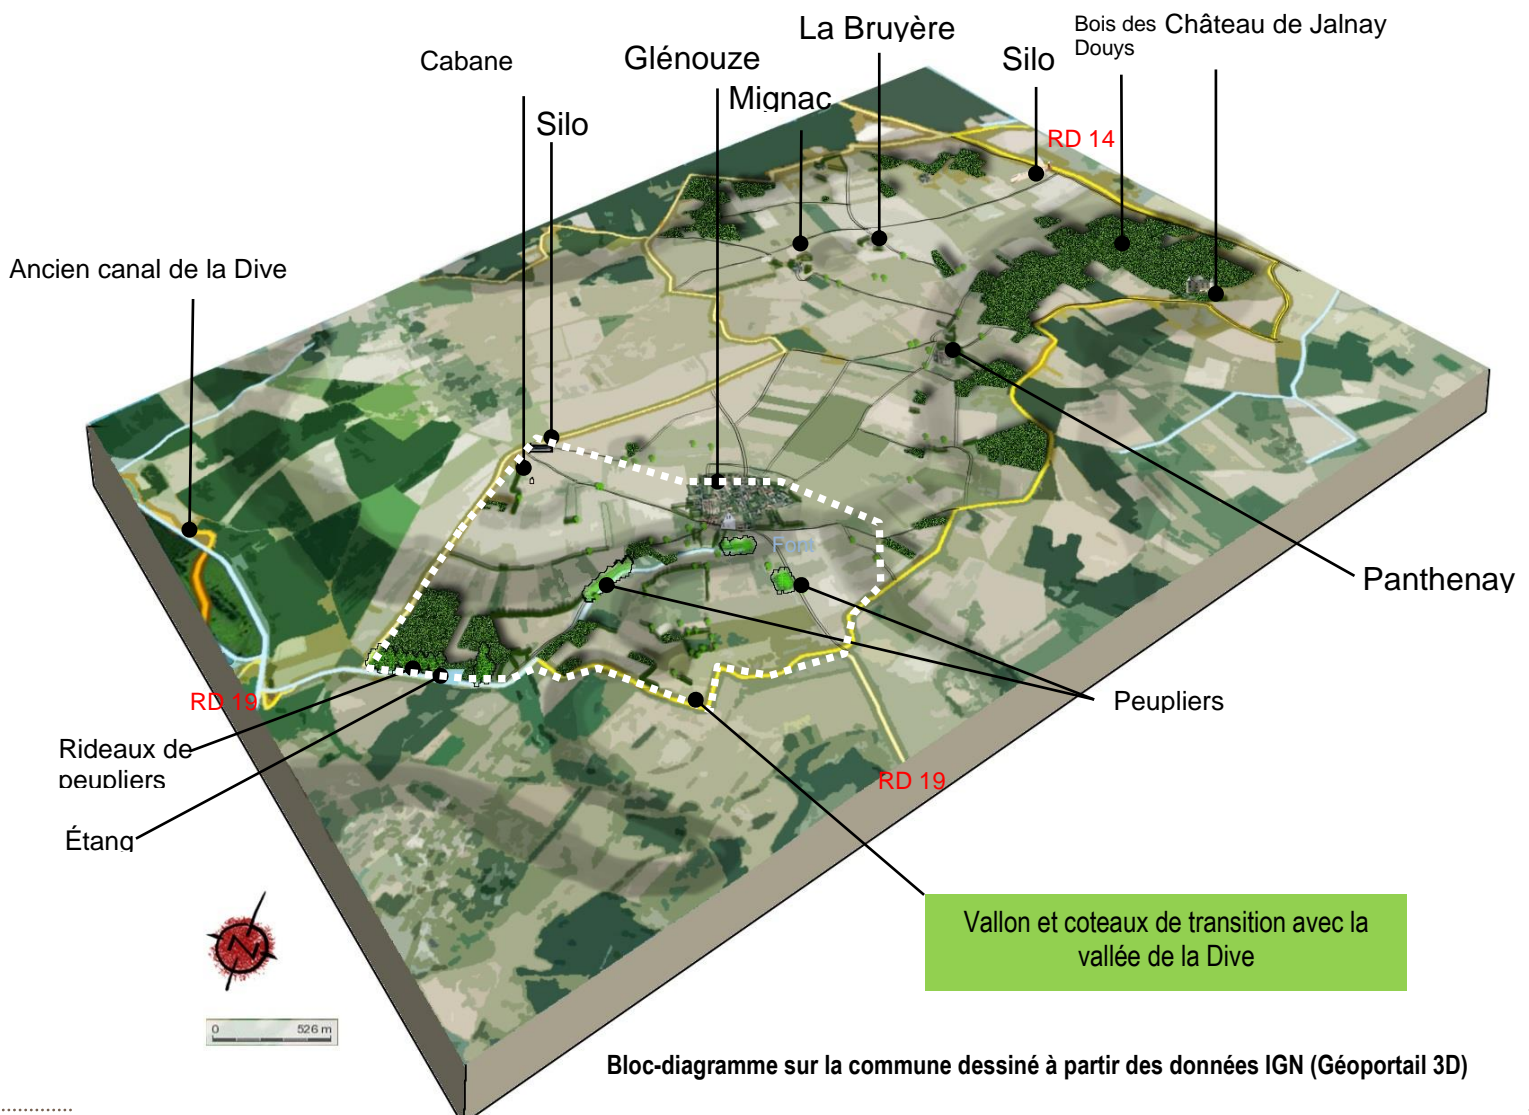 La Bruyère
Bois des
Douys
Château de Jalnay
Cabane
Glénouze
Silo
Mignac
Silo
RD 14
Ancien canal de la Dive
Font
Panthenay
RD 19
Peupliers
Rideaux de
peupliers
RD 19
Étang
Vallon et coteaux de transition avec la
vallée de la Dive
N
0 526 m
Bloc-diagramme sur la commune dessiné à partir des données IGN (Géoportail 3D)